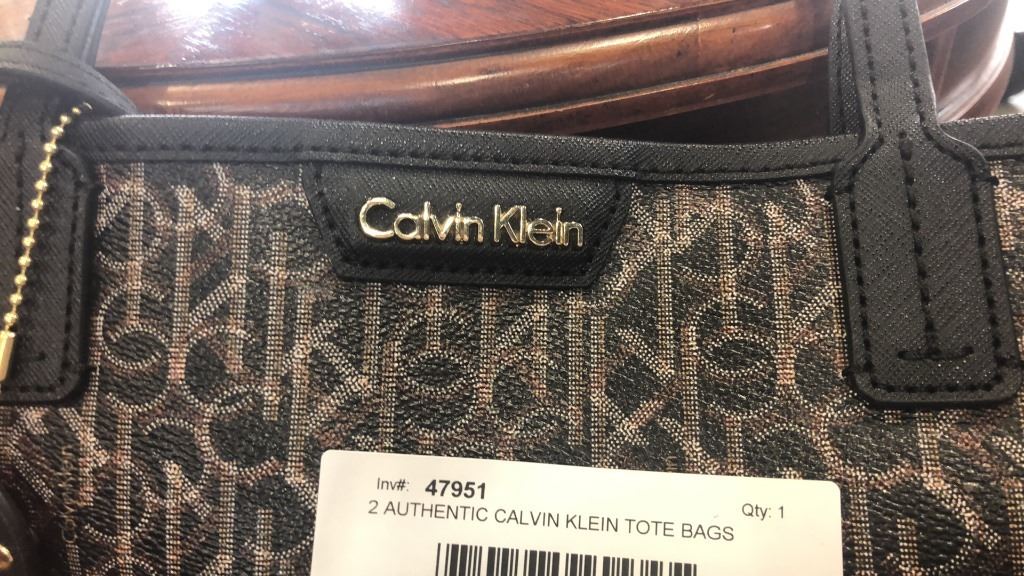 Calvin Klein
Inv#: 47951
Qty: 1
2 AUTHENTIC CALVIN KLEIN TOTE BAGS